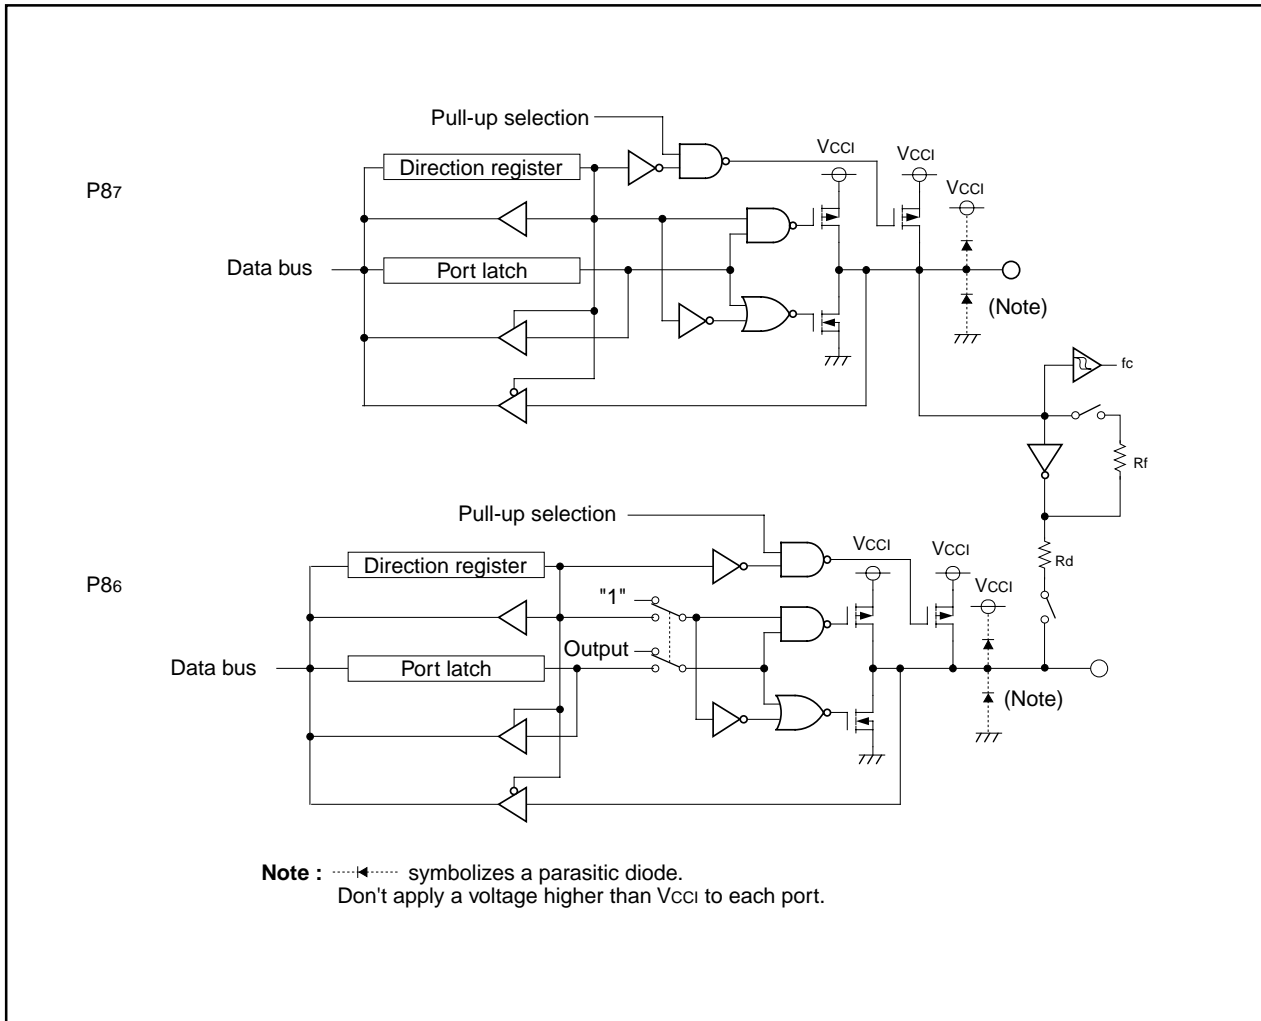 Pull-up selection
VCCI
VCCI
Direction register
P87
VCCI
Data bus
Port latch
(Note)
fc
Rf
Pull-up selection
VCCI
VCCI
Direction register
Rd
P86
VCCI
"1"
Output
Data bus
Port latch
(Note)
Note : symbolizes a parasitic diode.
Don't apply a voltage higher than VCCI to each port.